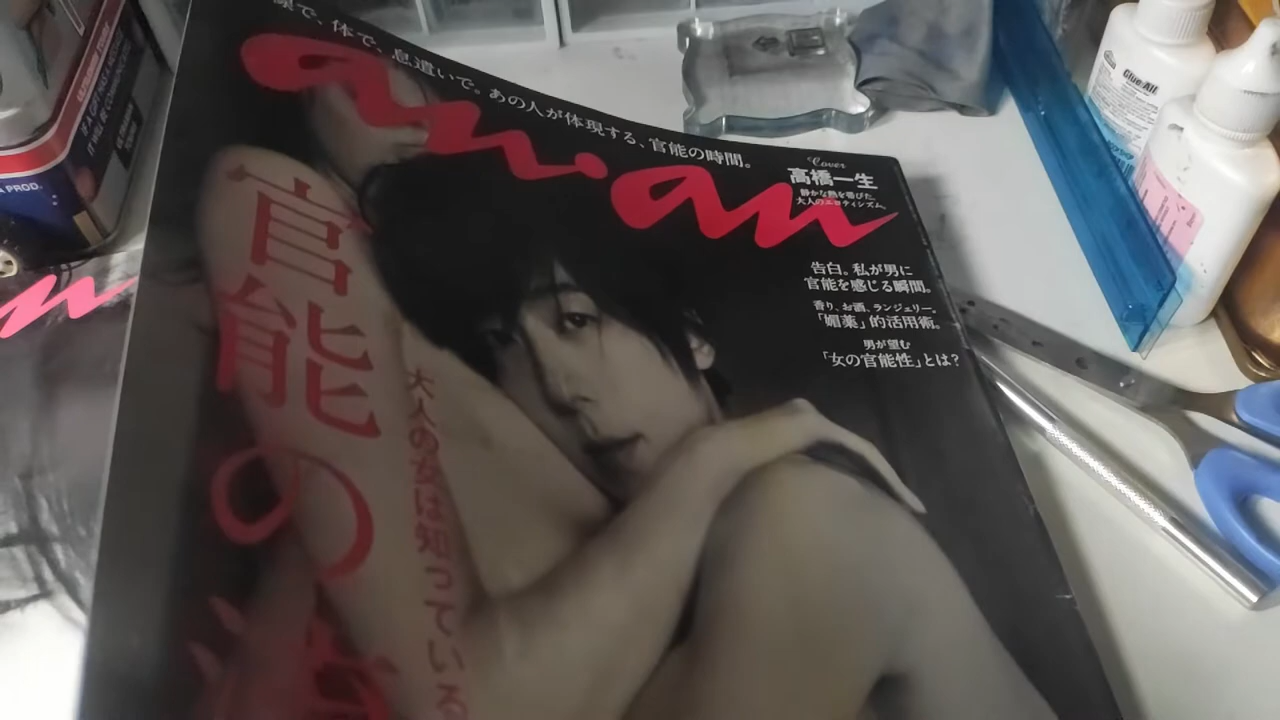 体で、息遣いで。あの人が体現する、官能の時間。
an・an
Cover
高橋一生
静かな熱を帯びた、
大人のエロティシズム。
告白。私が男に
官能を感じる瞬間。
香り、お酒、ランジェリー。
「媚薬」的活用術。
男が望む
「女の官能性」とは?
官能の
大人の女は知っている
Glue-All
A PROD.